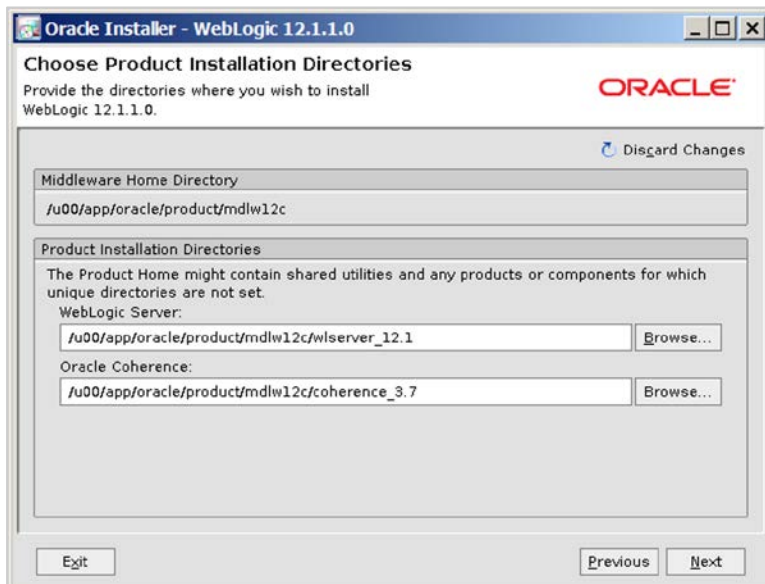 Oracle Installer - WebLogic 12.1.1.0
Choose Product Installation Directories
Provide the directories where you wish to install
WebLogic 12.1.1.0.
ORACLE
Discard Changes
Middleware Home Directory
/u00/app/oracle/product/mdlw12c
Product Installation Directories
The Product Home might contain shared utilities and any products or components for which
unique directories are not set.
WebLogic Server:
/u00/app/oracle/product/mdlw12c/wlserver_12.1
Browse...
Oracle Coherence:
/u00/app/oracle/product/mdlw12c/coherence_3.7
Browse...
Exit
Previous
Next